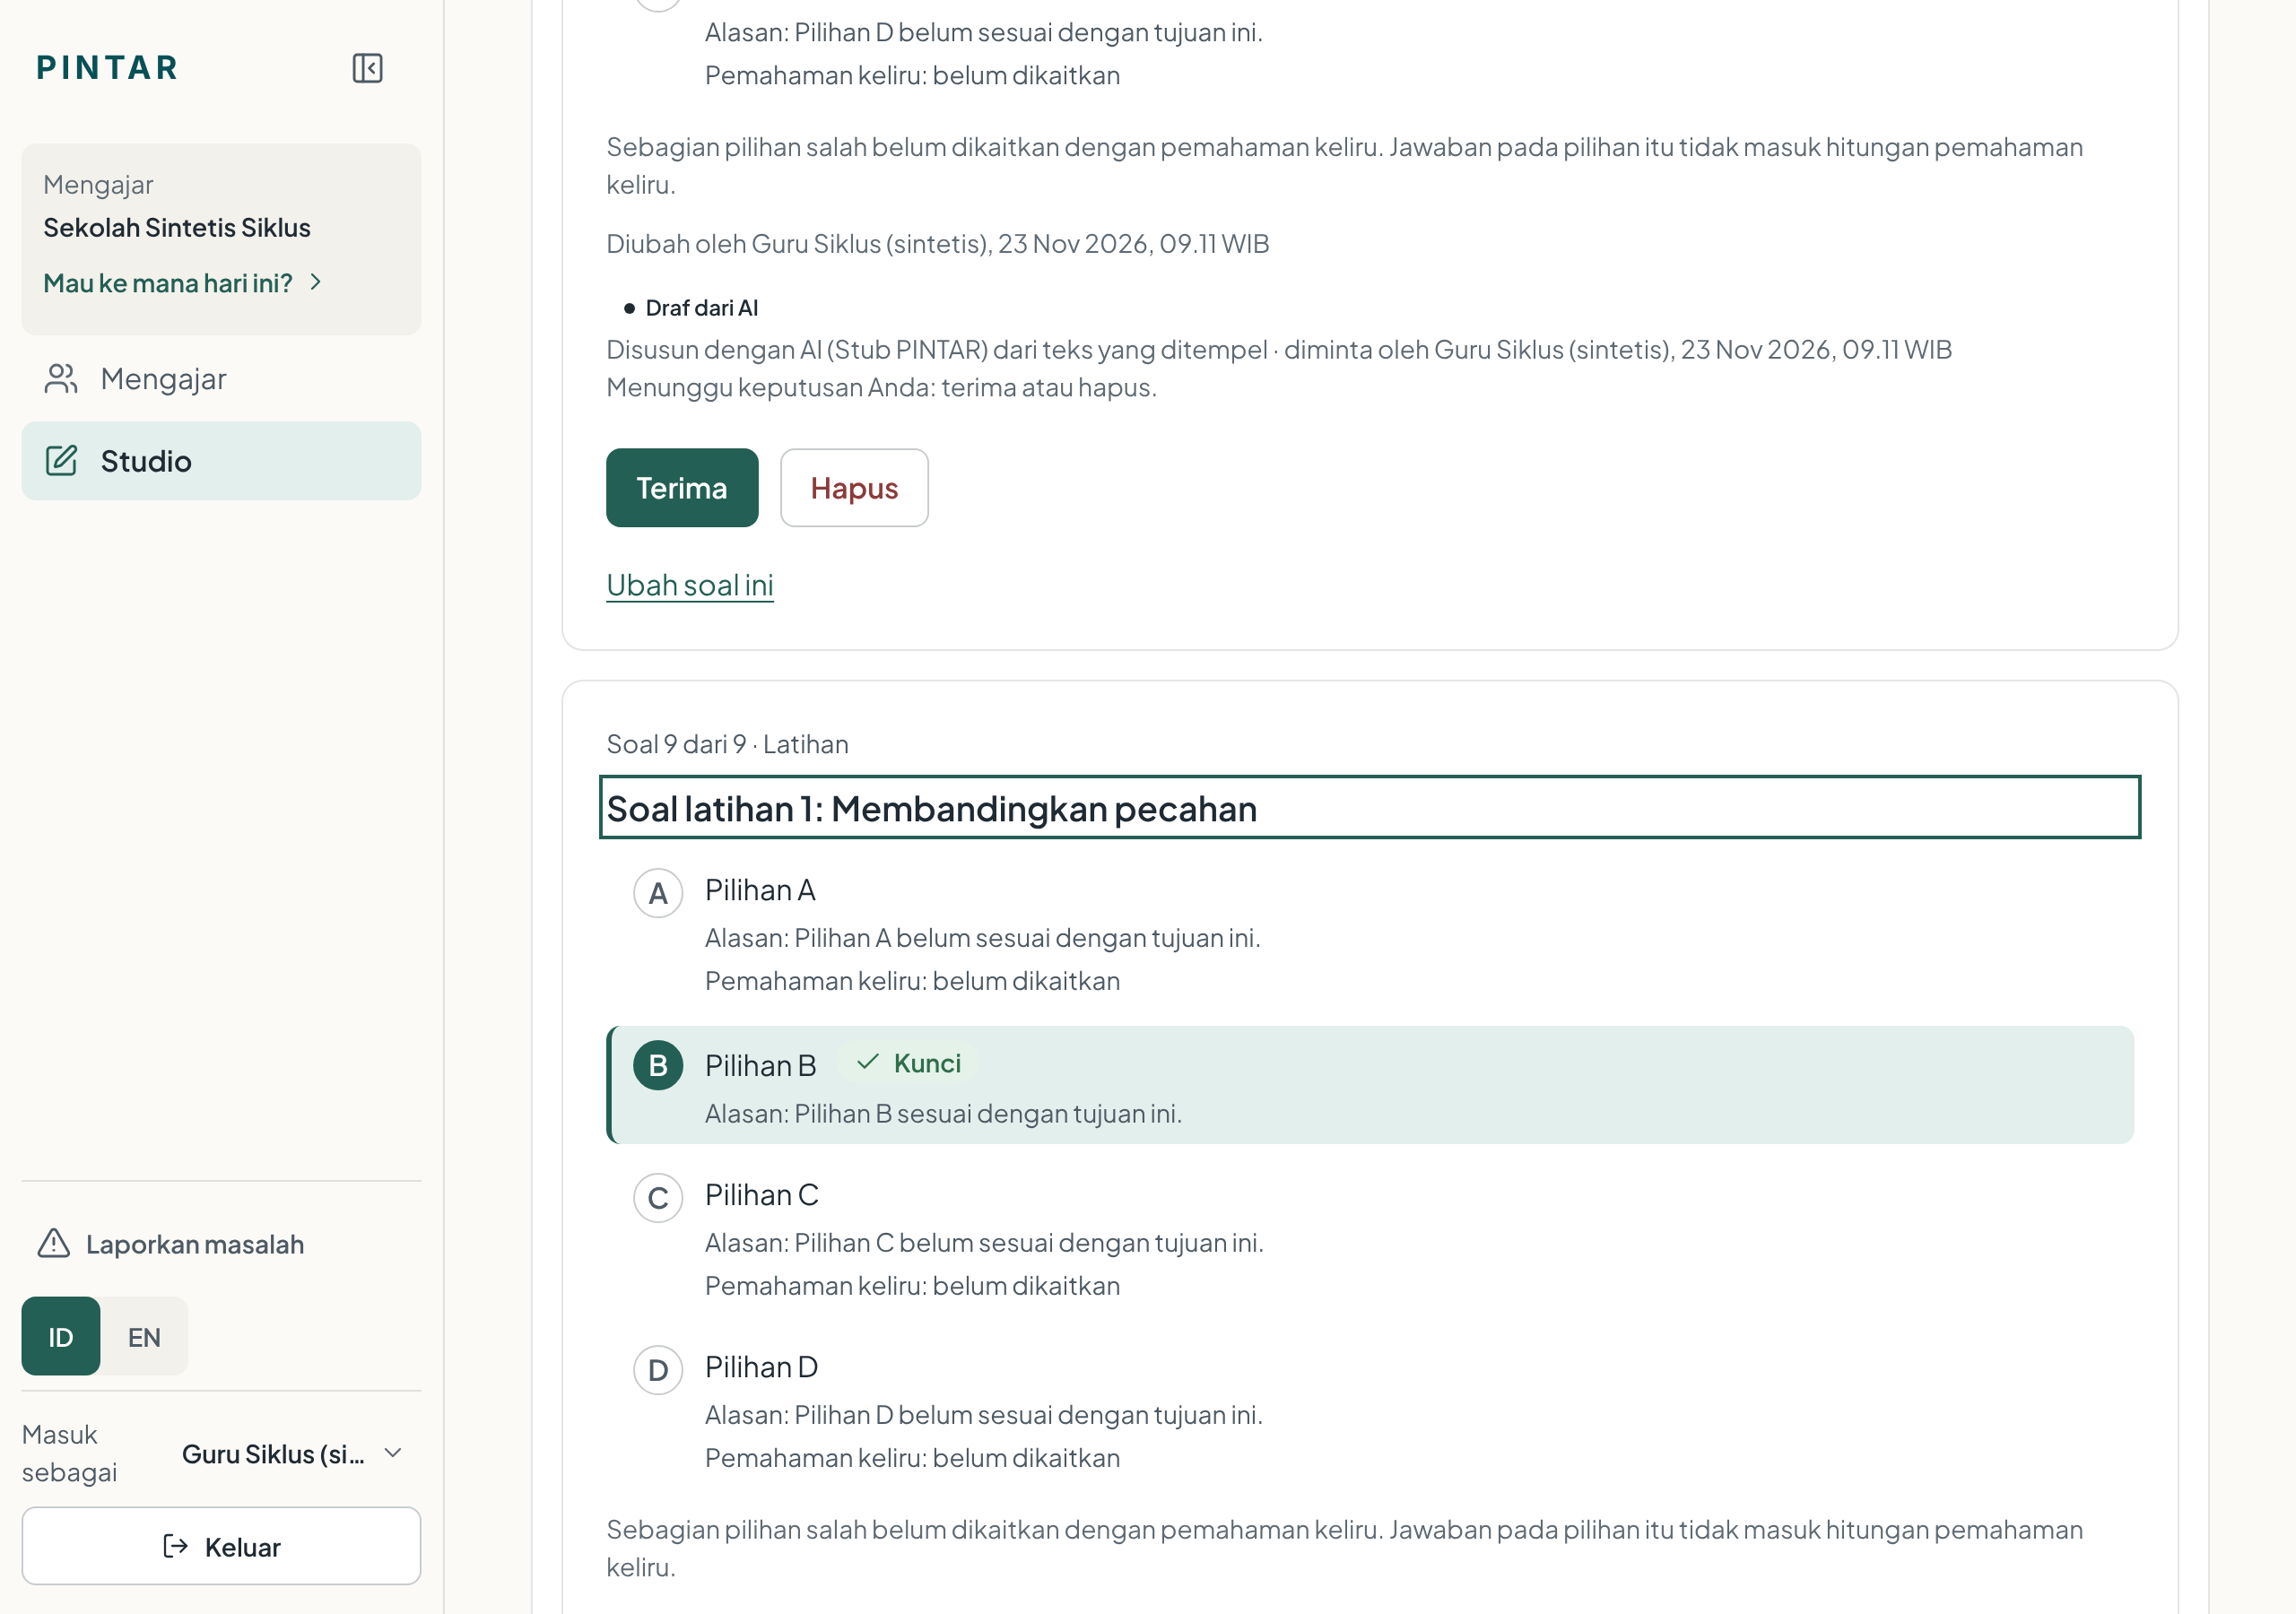 PINTAR
Mengajar
Sekolah Sintetis Siklus
Mau ke mana hari ini?
Mengajar
Studio
Laporkan masalah
ID
EN
Masuk
sebagai
Guru Siklus (si...
Keluar
Alasan: Pilihan D belum sesuai dengan tujuan ini.
Pemahaman keliru: belum dikaitkan
Sebagian pilihan salah belum dikaitkan dengan pemahaman keliru. Jawaban pada pilihan itu tidak masuk hitungan pemahaman
keliru.
Diubah oleh Guru Siklus (sintetis), 23 Nov 2026, 09.11 WIB
Draf dari AI
Disusun dengan AI (Stub PINTAR) dari teks yang ditempel · diminta oleh Guru Siklus (sintetis), 23 Nov 2026, 09.11 WIB
Menunggu keputusan Anda: terima atau hapus.
Terima
Hapus
Ubah soal ini
Soal 9 dari 9 · Latihan
Soal latihan 1: Membandingkan pecahan
A
Pilihan A
Alasan: Pilihan A belum sesuai dengan tujuan ini.
Pemahaman keliru: belum dikaitkan
B
Pilihan B
Kunci
Alasan: Pilihan B sesuai dengan tujuan ini.
C
Pilihan C
Alasan: Pilihan C belum sesuai dengan tujuan ini.
Pemahaman keliru: belum dikaitkan
D
Pilihan D
Alasan: Pilihan D belum sesuai dengan tujuan ini.
Pemahaman keliru: belum dikaitkan
Sebagian pilihan salah belum dikaitkan dengan pemahaman keliru. Jawaban pada pilihan itu tidak masuk hitungan pemahaman
keliru.